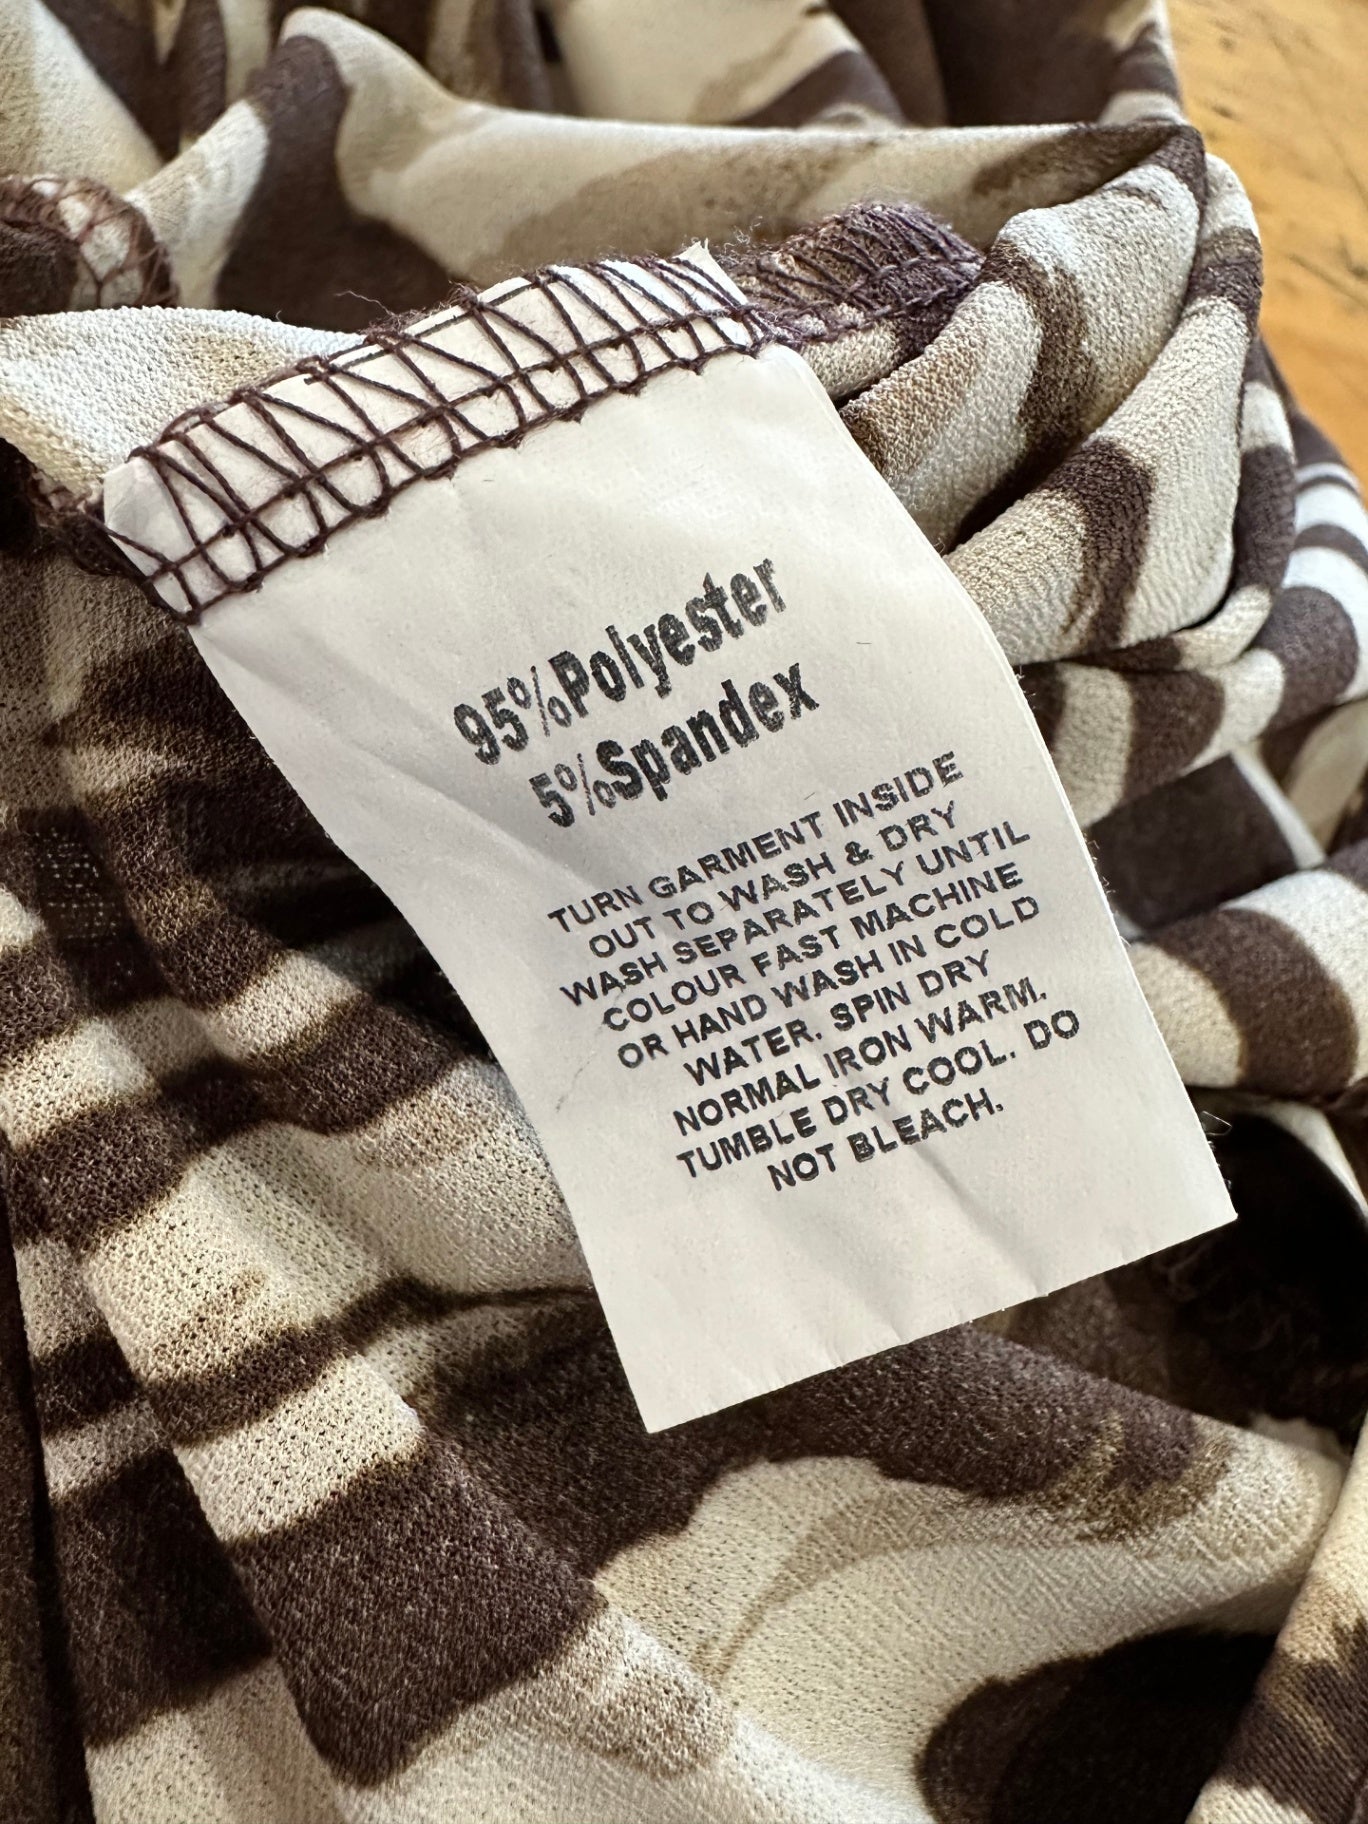 95%Polyester
5%Spandex
TURN GARMENT INSIDE
OUT TO WASH & DRY
WASH SEPARATELY UNTIL
COLOUR FAST MACHINE
OR HAND WASH IN COLD
WATER. SPIN DRY
NORMAL IRON WARM.
TUMBLE DRY COOL. DO
NOT BLEACH.